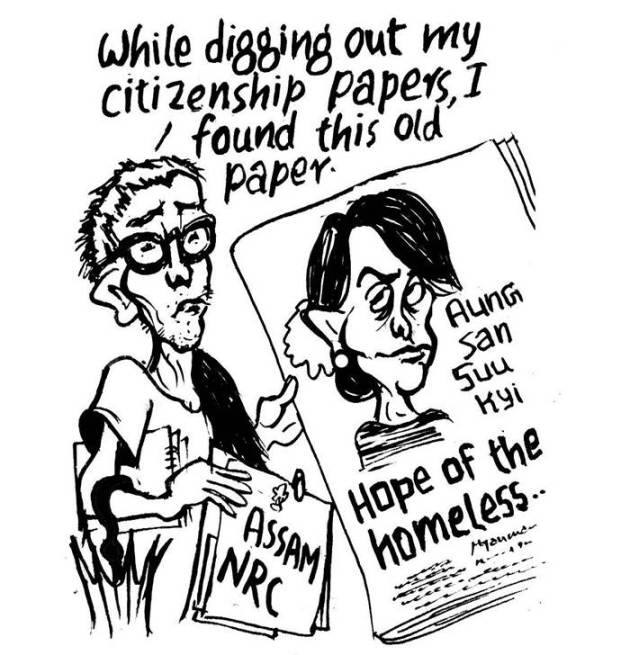 While digging out my
citizenship papers, I
found this old
paper.
AUNG
San
Suu
Kyi
Hope of the
homeless..
ASSAM
NRC